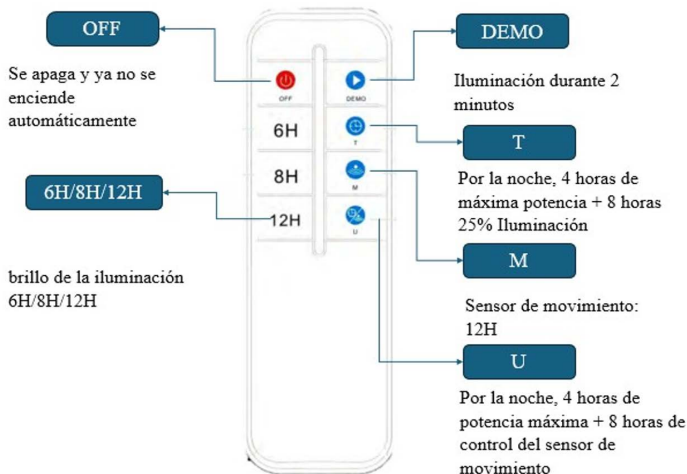 OFF
Se apaga y ya no se
enciende
automáticamente
6H/8H/12H
brillo de la iluminación
6H/8H/12H
OFF
DEMO
6H
T
8H
M
12H
U
DEMO
Iluminación durante 2
minutos
T
Por la noche, 4 horas de
máxima potencia + 8 horas
25% Iluminación
M
Sensor de movimiento:
12H
U
Por la noche, 4 horas de
potencia máxima + 8 horas de
control del sensor de
movimiento